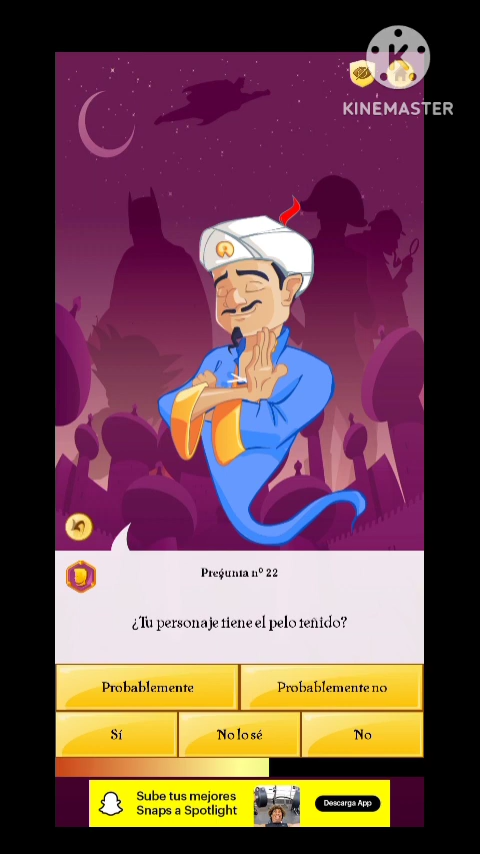 KINEMASTER
Pregunta nº 22
¿Tu personaje tiene el pelo teñido?
Probablemente
Probablemente no
Sí
No lo sé
No
Sube tus mejores
Snaps a Spotlight
Descarga App